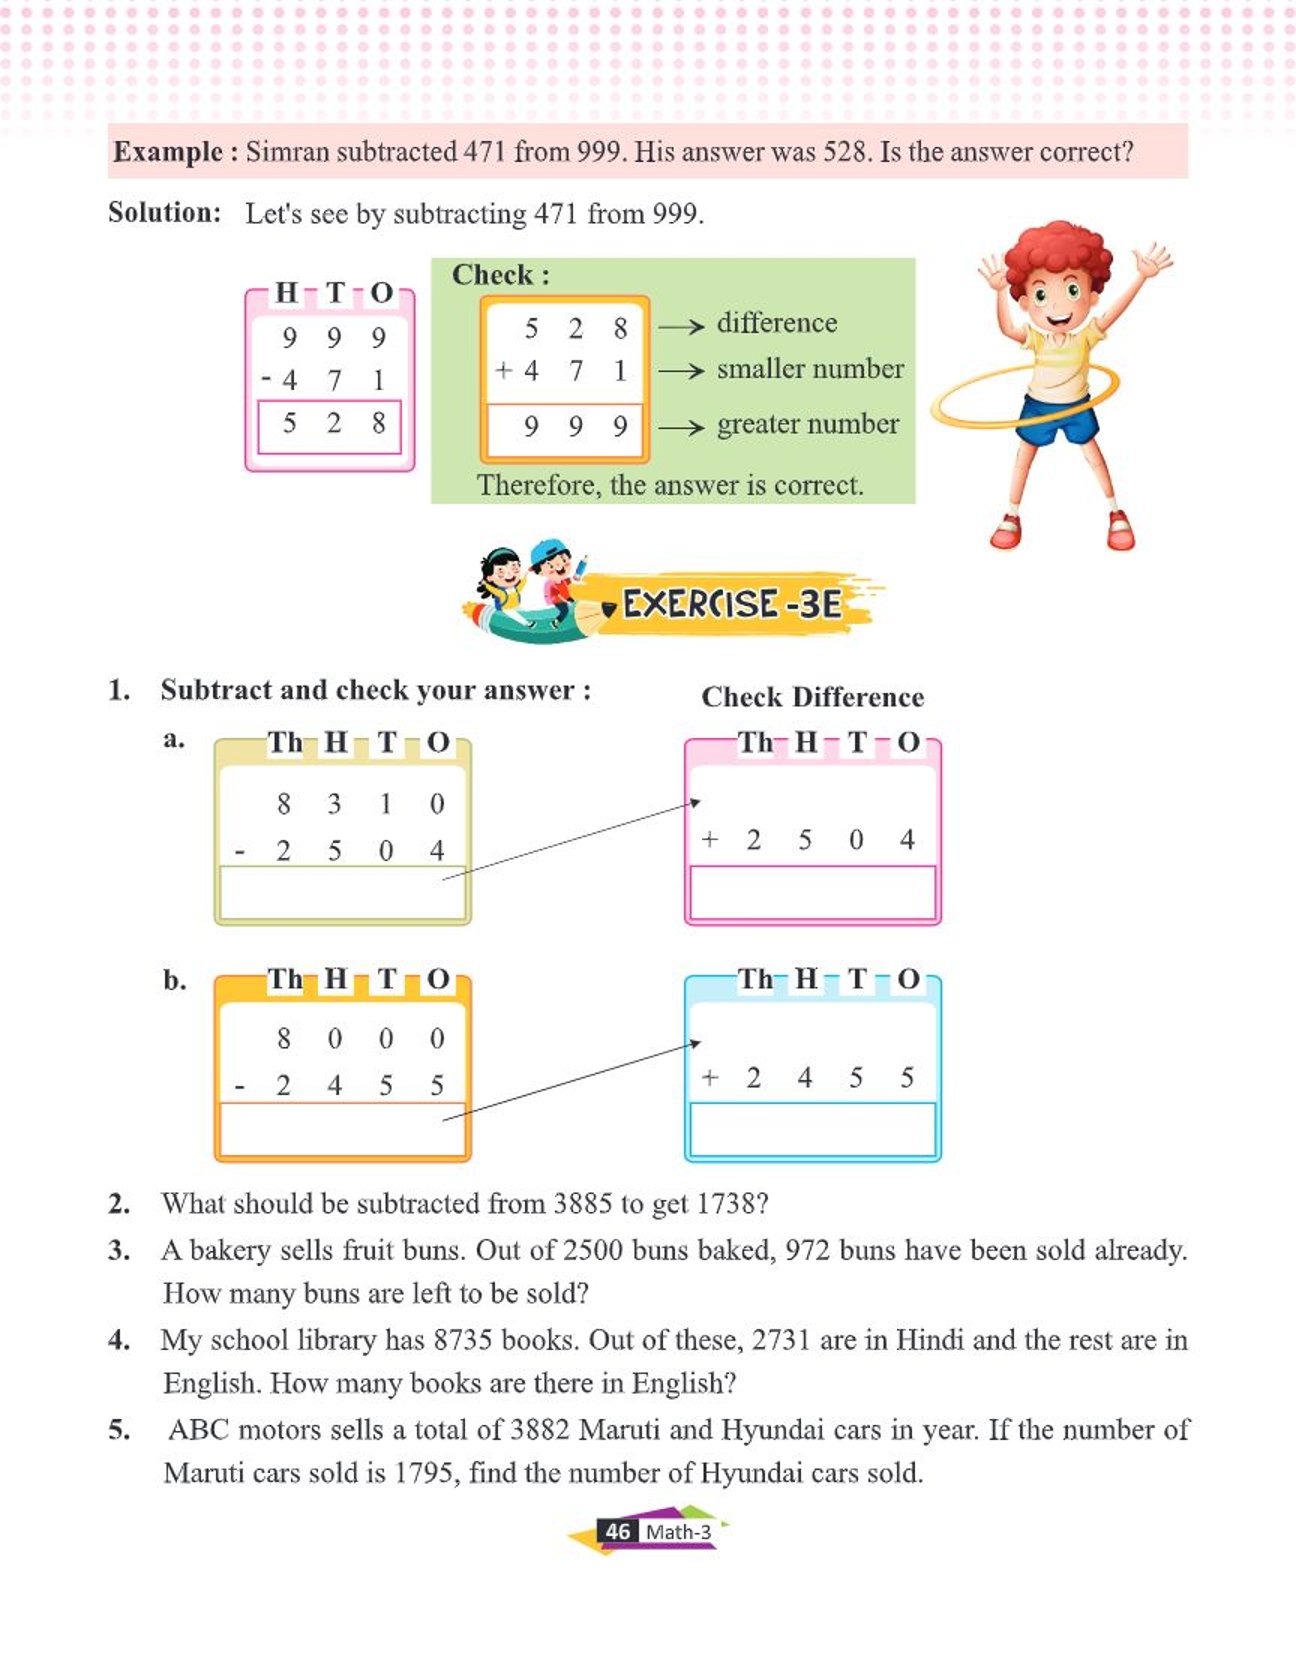 Example : Simran subtracted 471 from 999. His answer was 528. Is the answer correct?
Solution: Let's see by subtracting 471 from 999.
H T O
9 9 9
- 4 7 1
5 2 8
Check :
5 2 8 → difference
+ 4 7 1 → smaller number
9 9 9 → greater number
Therefore, the answer is correct.
EXERCISE -3E
1. Subtract and check your answer :
Check Difference
a.
Th H T O
8 3 1 0
- 2 5 0 4
Th H T O
+ 2 5 0 4
b.
Th H T O
8 0 0 0
- 2 4 5 5
Th H T O
+ 2 4 5 5
2. What should be subtracted from 3885 to get 1738?
3. A bakery sells fruit buns. Out of 2500 buns baked, 972 buns have been sold already.
How many buns are left to be sold?
4. My school library has 8735 books. Out of these, 2731 are in Hindi and the rest are in
English. How many books are there in English?
5. ABC motors sells a total of 3882 Maruti and Hyundai cars in year. If the number of
Maruti cars sold is 1795, find the number of Hyundai cars sold.
46 Math-3